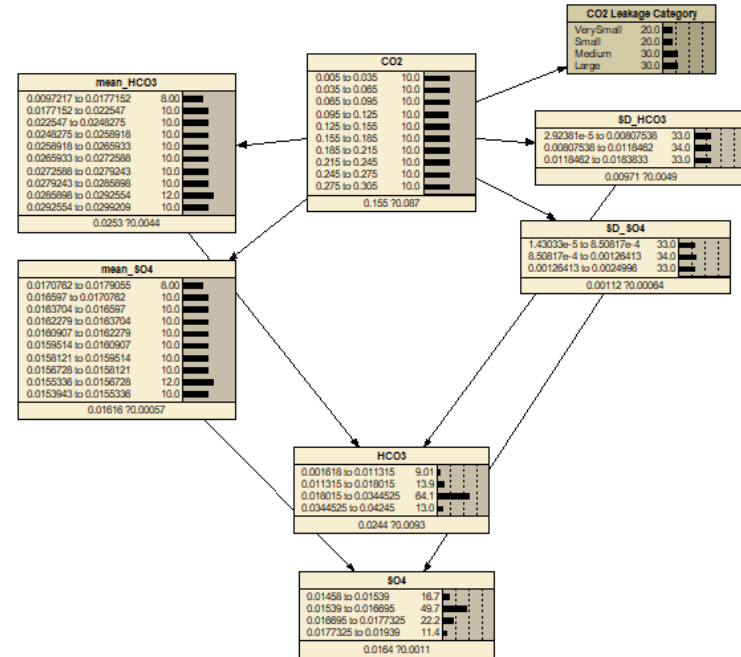 CO2 Leakage Category
VerySmall 20.0
Small 20.0
Medium 30.0
Large 30.0
CO2
0.005 to 0.035 10.0
0.035 to 0.065 10.0
0.065 to 0.095 10.0
0.095 to 0.125 10.0
0.125 to 0.155 10.0
0.155 to 0.185 10.0
0.185 to 0.215 10.0
0.215 to 0.245 10.0
0.245 to 0.275 10.0
0.275 to 0.305 10.0
0.155 ?0.087
mean_HCO3
0.0097217 to 0.0177152 8.00
0.0177152 to 0.022547 10.0
0.022547 to 0.0248275 10.0
0.0248275 to 0.0258918 10.0
0.0258918 to 0.0265933 10.0
0.0265933 to 0.0272588 10.0
0.0272588 to 0.0279243 10.0
0.0279243 to 0.0285898 10.0
0.0285898 to 0.0292554 12.0
0.0292554 to 0.0299209 10.0
0.0253 ?0.0044
SD_HCO3
2.92381e-5 to 0.00807538 33.0
0.00807538 to 0.0118462 34.0
0.0118462 to 0.0183833 33.0
0.00971 ?0.0049
SD_SO4
1.43033e-5 to 8.50817e-4 33.0
8.50817e-4 to 0.00126413 34.0
0.00126413 to 0.0024996 33.0
0.00112 ?0.00064
mean_SO4
0.0170762 to 0.0179055 8.00
0.016597 to 0.0170762 10.0
0.0163704 to 0.016597 10.0
0.0162279 to 0.0163704 10.0
0.0160907 to 0.0162279 10.0
0.0159514 to 0.0160907 10.0
0.0158121 to 0.0159514 10.0
0.0156728 to 0.0158121 10.0
0.0155336 to 0.0156728 12.0
0.0153943 to 0.0155336 10.0
0.01616 ?0.00057
HCO3
0.001618 to 0.011315 9.01
0.011315 to 0.018015 13.9
0.018015 to 0.0344525 64.1
0.0344525 to 0.04245 13.0
0.0244 ?0.0093
SO4
0.01458 to 0.01539 16.7
0.01539 to 0.016695 49.7
0.016695 to 0.0177325 22.2
0.0177325 to 0.01939 11.4
0.0164 ?0.0011